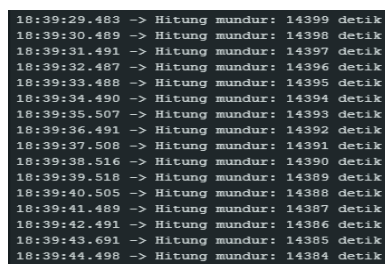 18:39:29.483 -> Hitung mundur: 14399 detik
18:39:30.489 -> Hitung mundur: 14398 detik
18:39:31.491 -> Hitung mundur: 14397 detik
18:39:32.487 -> Hitung mundur: 14396 detik
18:39:33.488 -> Hitung mundur: 14395 detik
18:39:34.490 -> Hitung mundur: 14394 detik
18:39:35.507 -> Hitung mundur: 14393 detik
18:39:36.491 -> Hitung mundur: 14392 detik
18:39:37.508 -> Hitung mundur: 14391 detik
18:39:38.516 -> Hitung mundur: 14390 detik
18:39:39.518 -> Hitung mundur: 14389 detik
18:39:40.505 -> Hitung mundur: 14388 detik
18:39:41.489 -> Hitung mundur: 14387 detik
18:39:42.491 -> Hitung mundur: 14386 detik
18:39:43.691 -> Hitung mundur: 14385 detik
18:39:44.498 -> Hitung mundur: 14384 detik